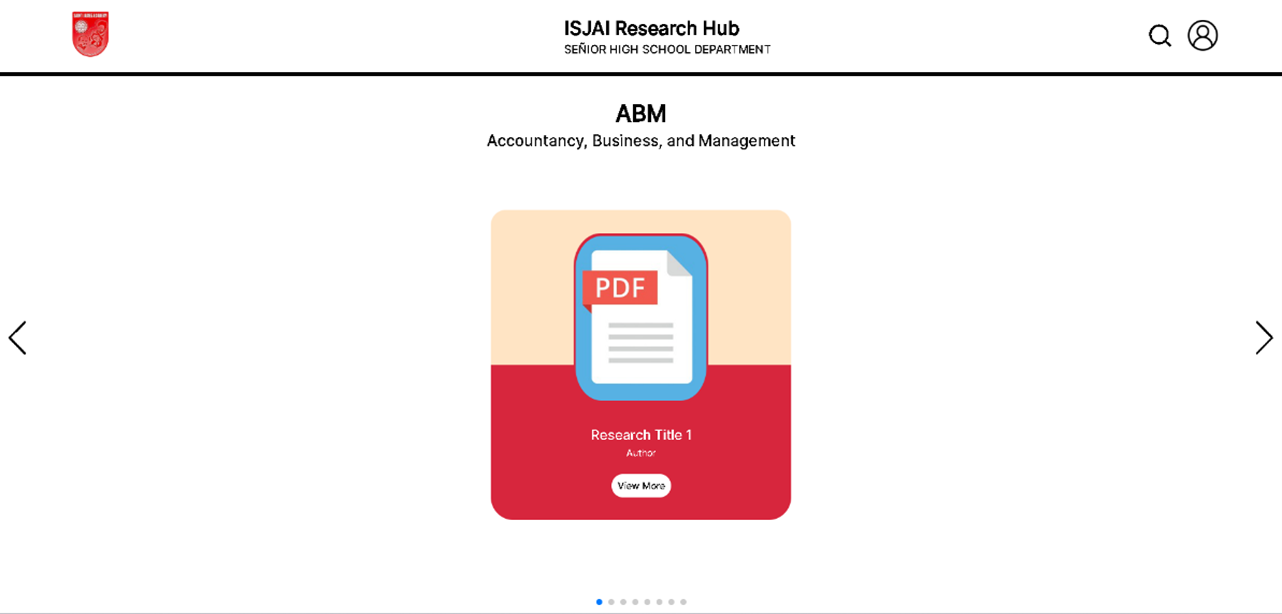 ISJAI Research Hub
SEÑIOR HIGH SCHOOL DEPARTMENT
ABM
Accountancy, Business, and Management
PDF
Research Title 1
Author
View More